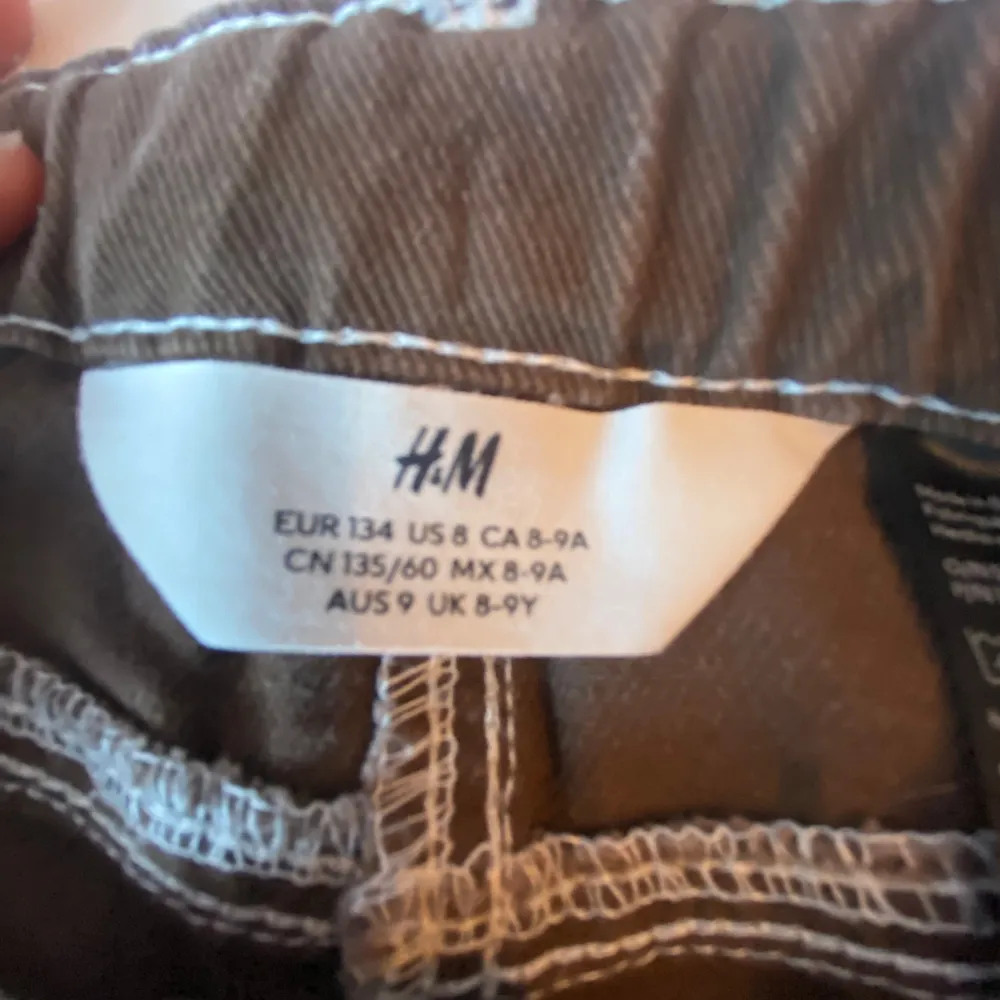 H&M
EUR 134 US 8 CA 8-9A
CN 135/60 MX 8-9A
AUS 9 UK 8-9Y